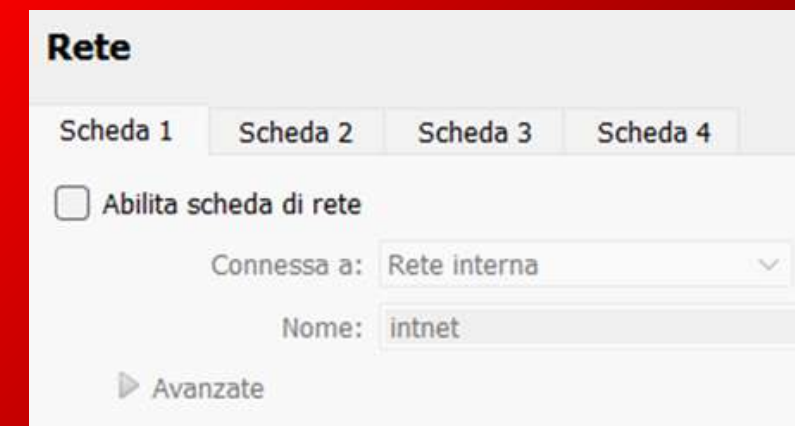 Rete
Scheda 1 Scheda 2 Scheda 3 Scheda 4
Abilita scheda di rete
Connessa a: Rete interna
Nome: intnet
Avanzate